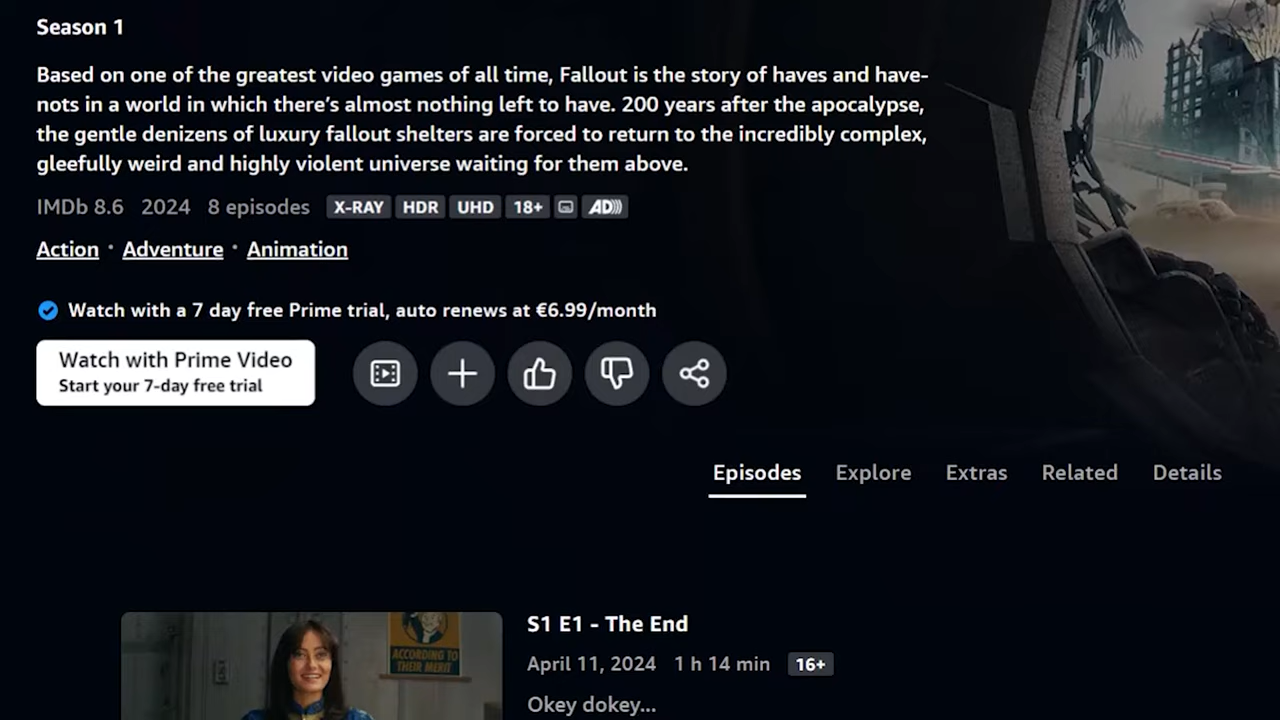 Season 1
Based on one of the greatest video games of all time, Fallout is the story of haves and have-
nots in a world in which there’s almost nothing left to have. 200 years after the apocalypse,
the gentle denizens of luxury fallout shelters are forced to return to the incredibly complex,
gleefully weird and highly violent universe waiting for them above.
IMDb 8.6 2024 8 episodes X-RAY HDR UHD 18+ AD)))
Action · Adventure · Animation
Watch with a 7 day free Prime trial, auto renews at €6.99/month
Watch with Prime Video
Start your 7-day free trial
Episodes Explore Extras Related Details
S1 E1 - The End
April 11, 2024 1 h 14 min 16+
Okey dokey...
ACCORDING TO
THEIR MERIT